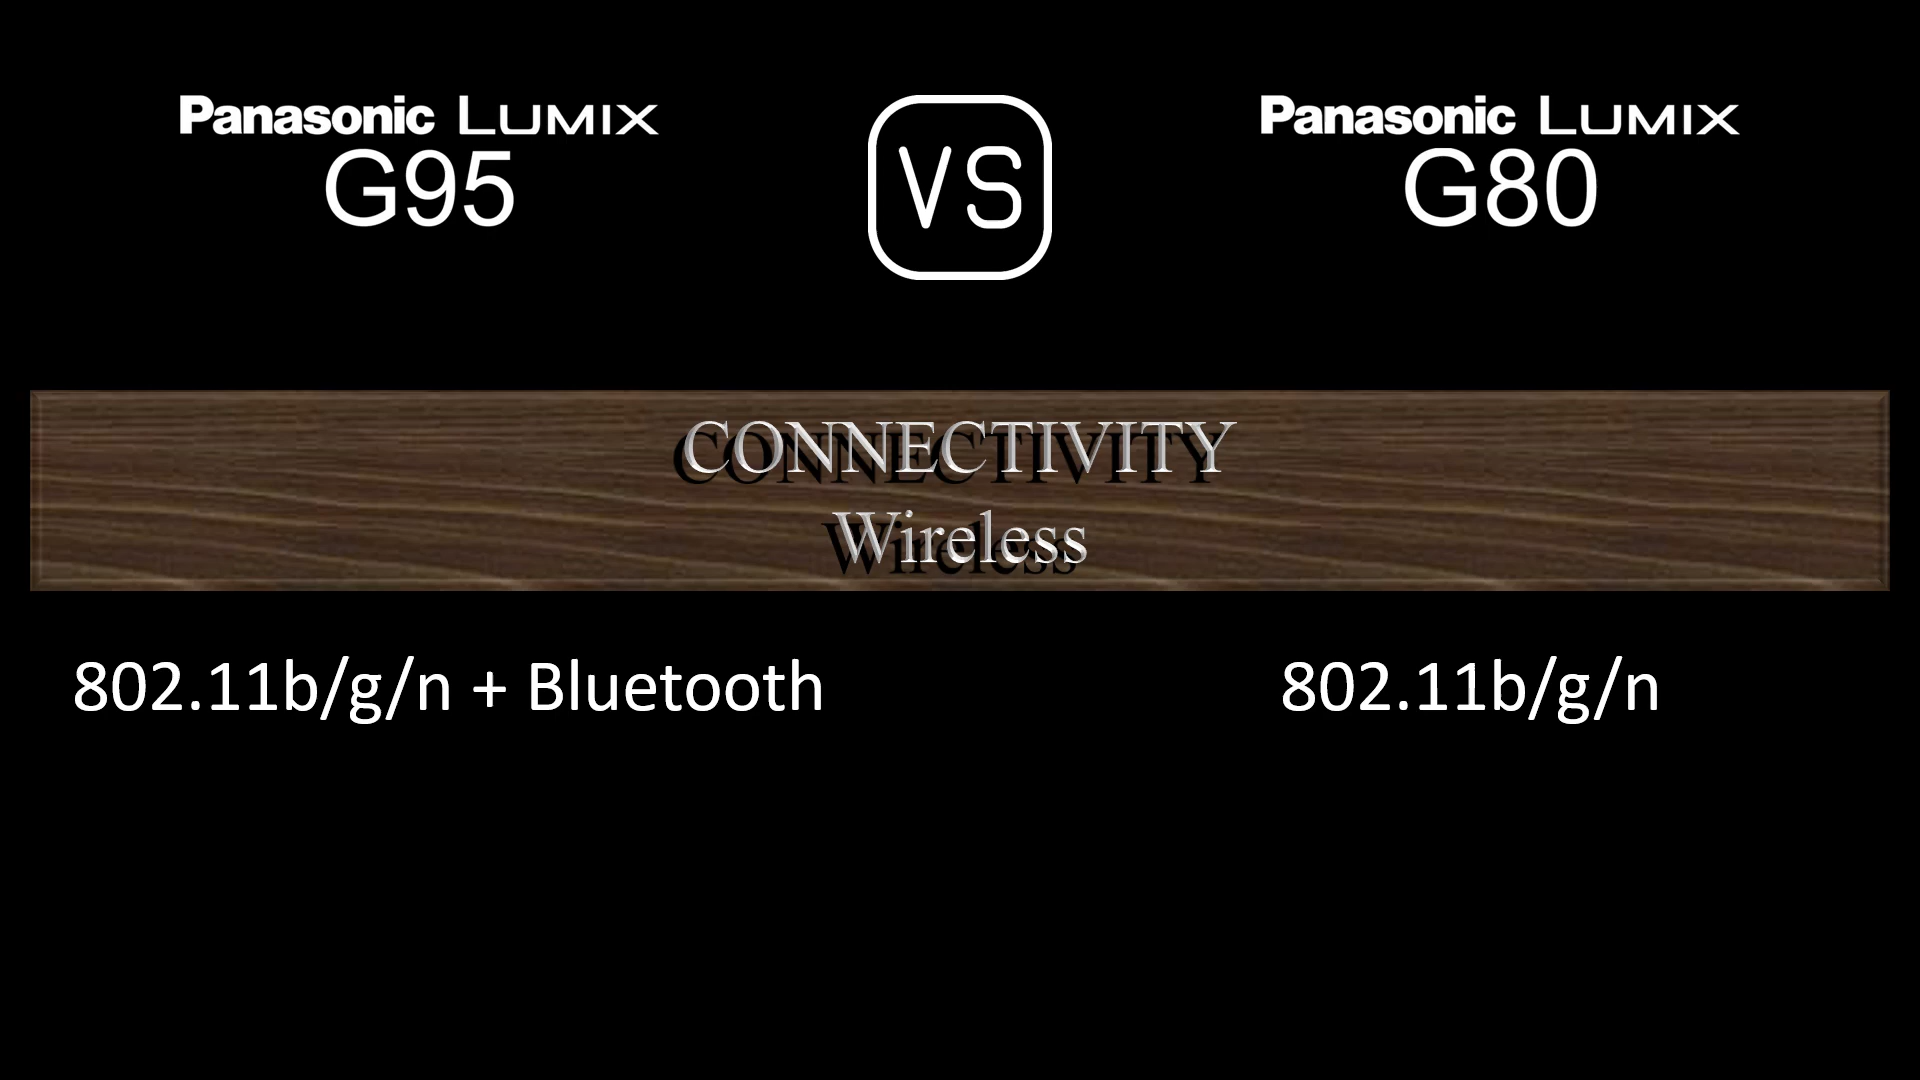 Panasonic LUMIX
G95
VS
Panasonic LUMIX
G80
CONNECTIVITY
Wireless
802.11b/g/n + Bluetooth
802.11b/g/n